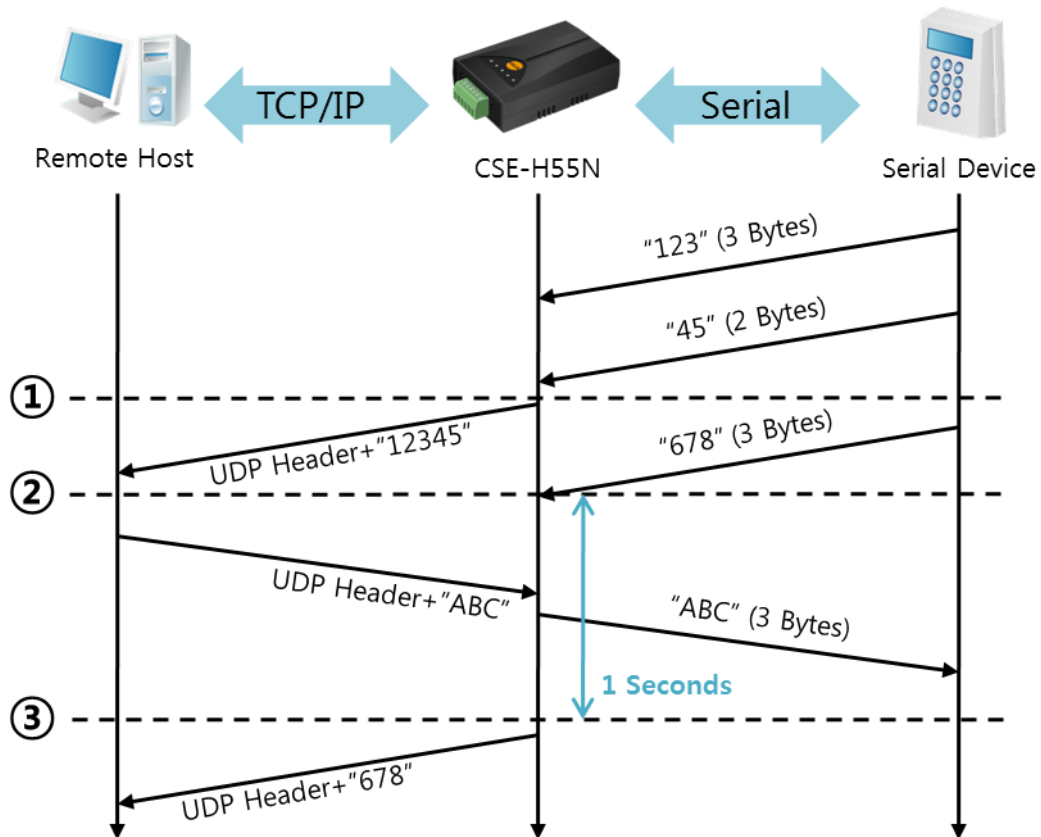 TCP/IP
Serial
Remote Host
CSE-H55N
Serial Device
"123" (3 Bytes)
"45" (2 Bytes)
①
UDP Header+"12345"
"678" (3 Bytes)
②
UDP Header+"ABC"
"ABC" (3 Bytes)
1 Seconds
③
UDP Header+"678"